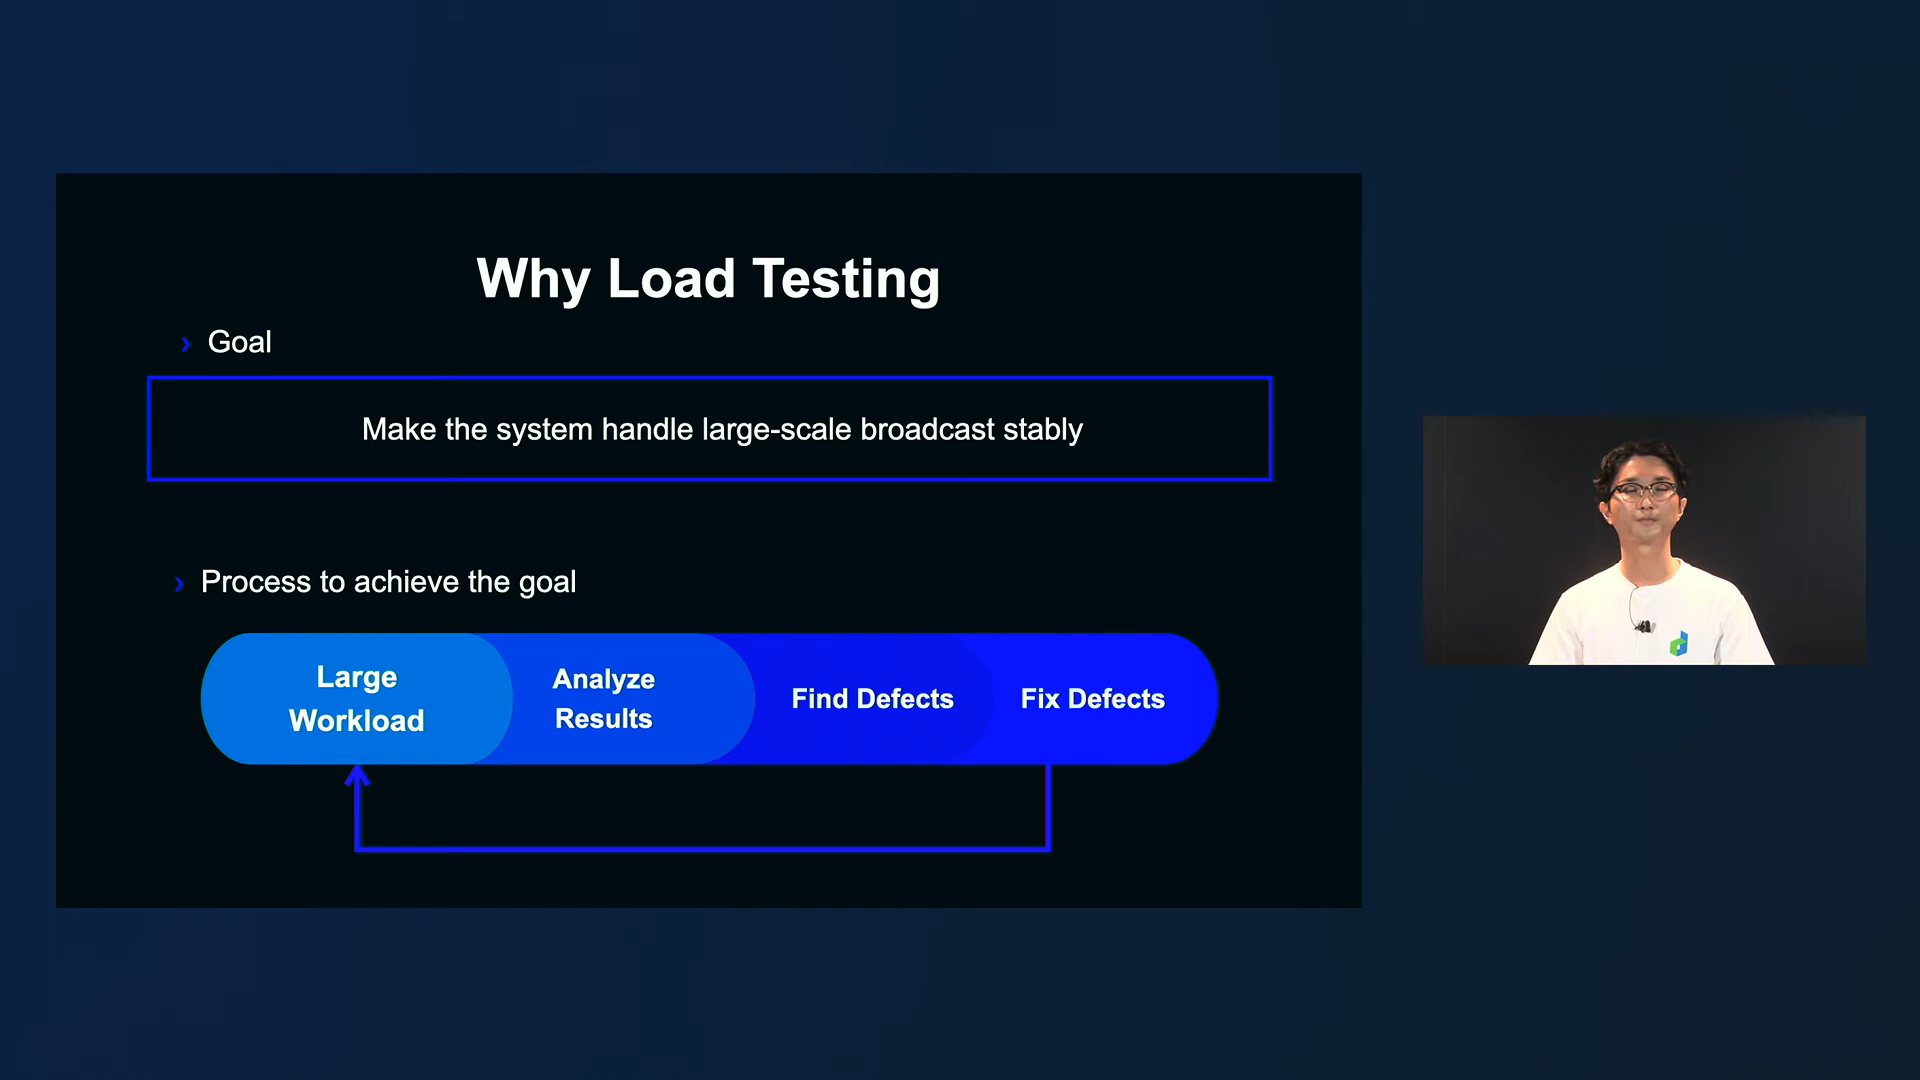 Why Load Testing
› Goal
Make the system handle large-scale broadcast stably
› Process to achieve the goal
Large
Workload
Analyze
Results
Find Defects
Fix Defects